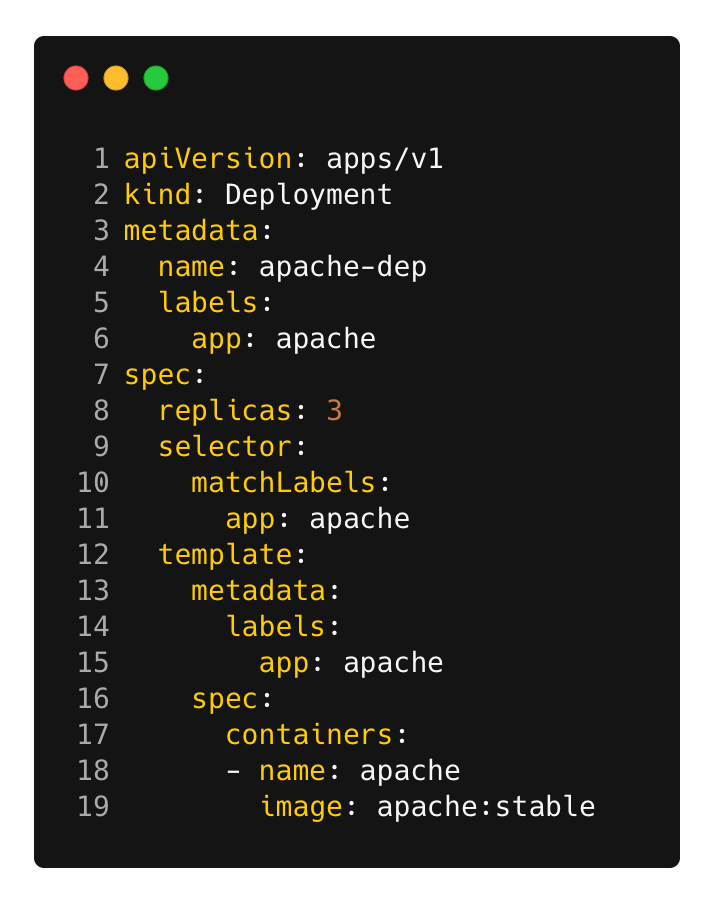 1 apiVersion: apps/v1
2 kind: Deployment
3 metadata:
4   name: apache-dep
5   labels:
6     app: apache
7 spec:
8   replicas: 3
9   selector:
10     matchLabels:
11       app: apache
12   template:
13     metadata:
14       labels:
15         app: apache
16     spec:
17       containers:
18       - name: apache
19         image: apache:stable